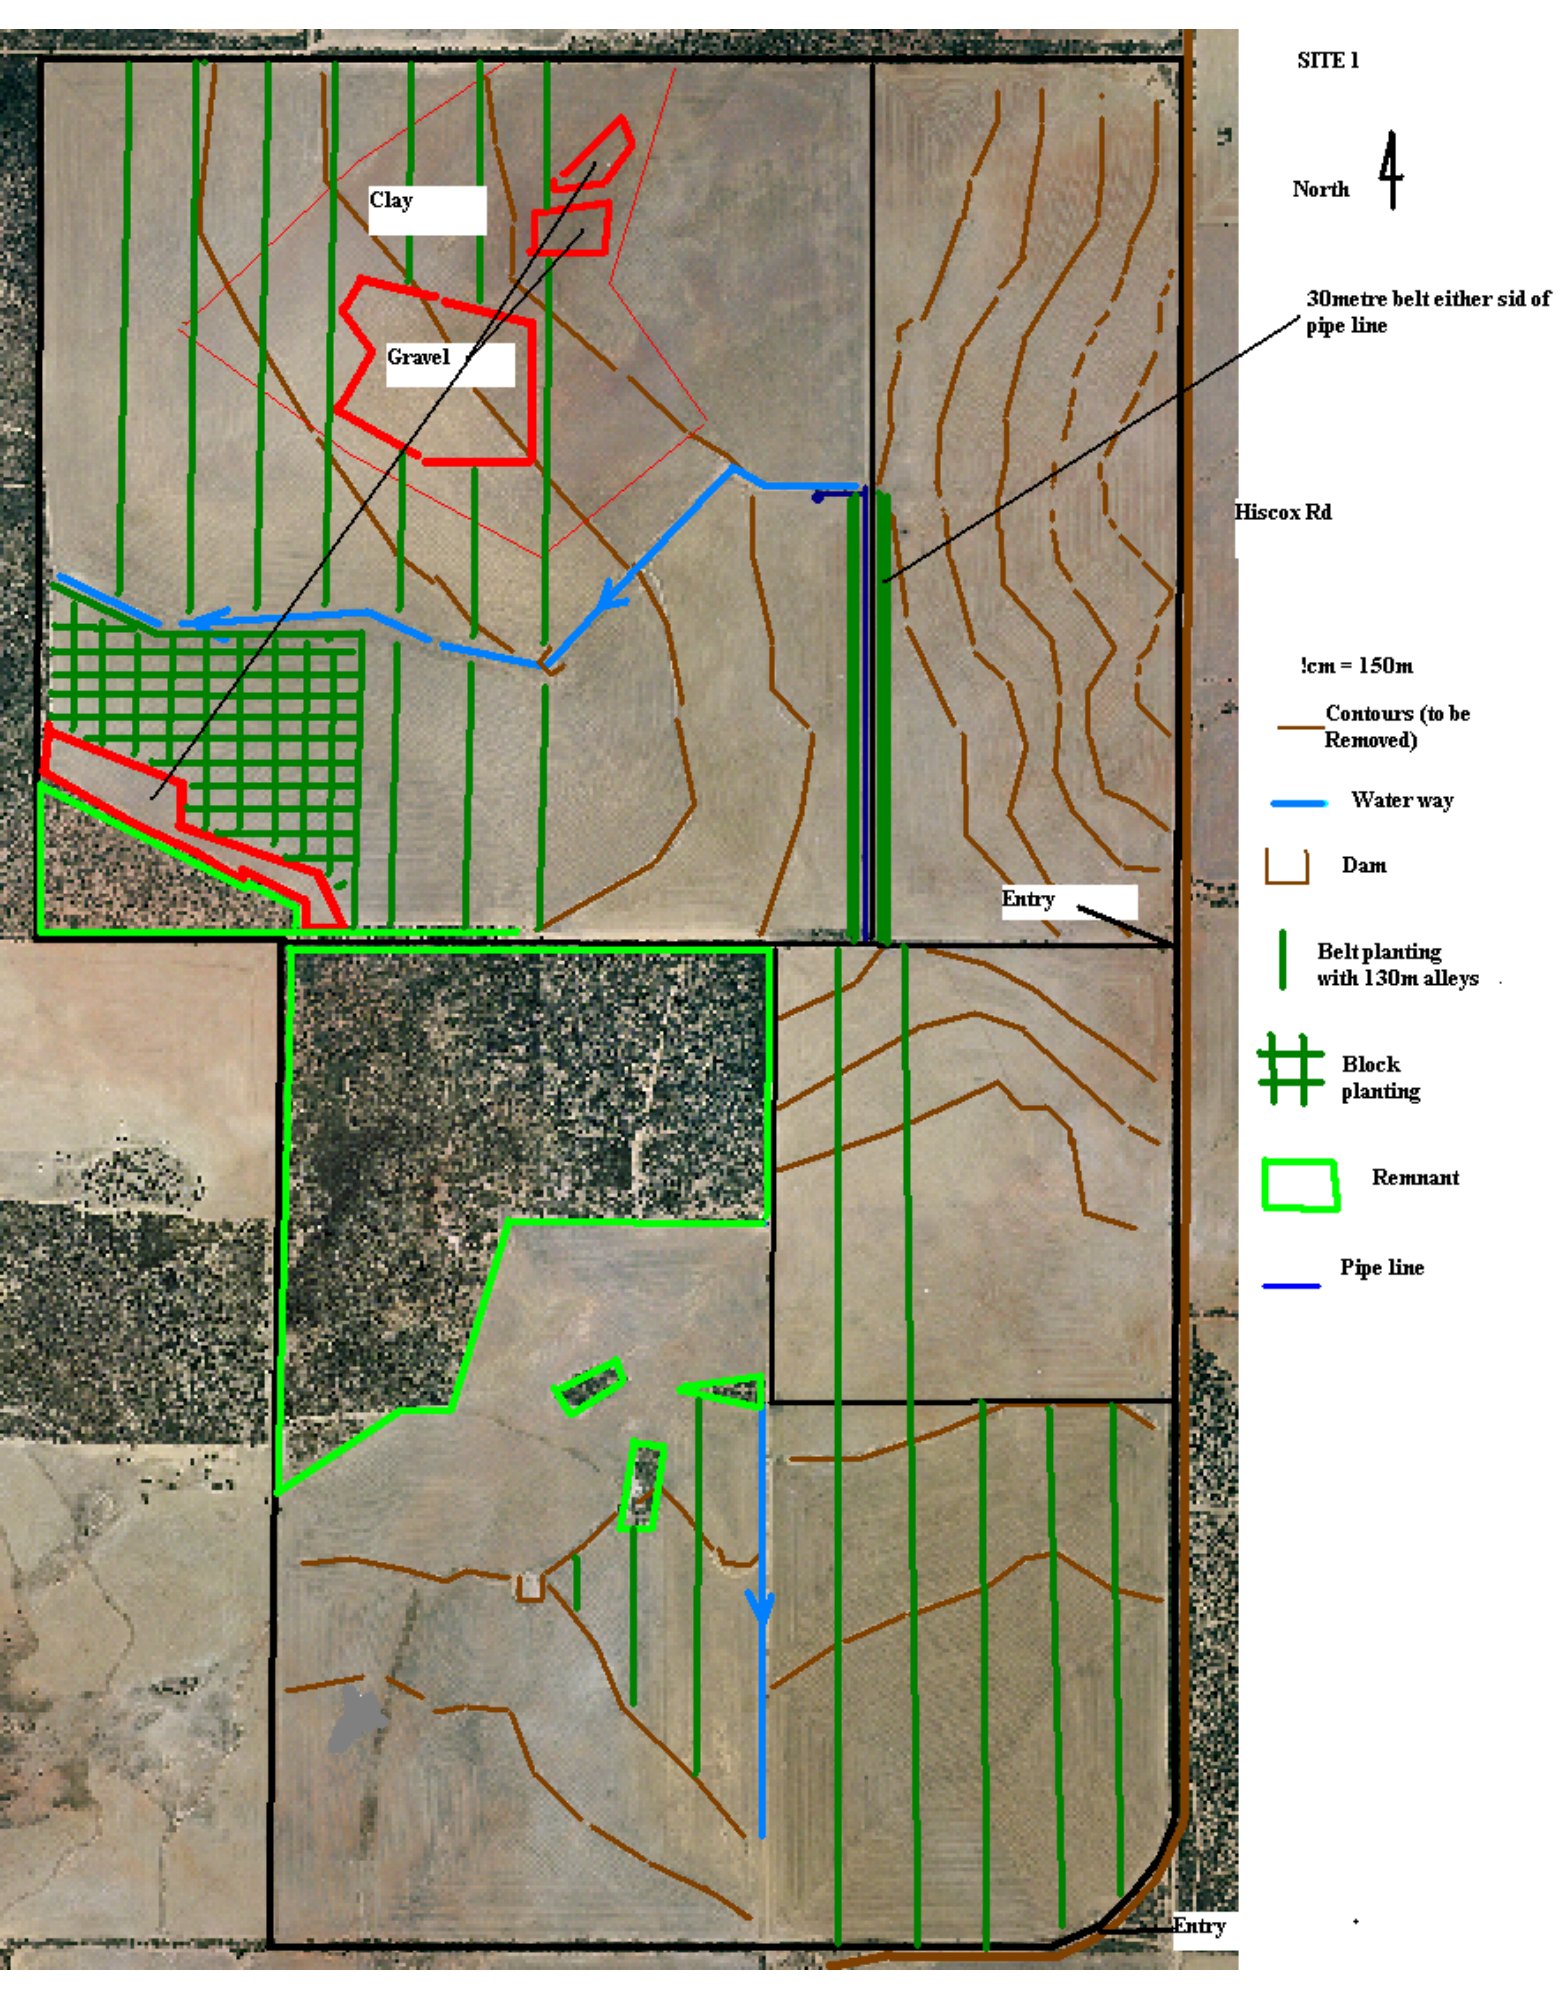 SITE 1
North
Clay
Gravel
30metre belt either sid of
pipe line
Hiscox Rd
!cm = 150m
Contours (to be
Removed)
Water way
Dam
Entry
Belt planting
with 130m alleys
Block
planting
Remnant
Pipe line
Entry